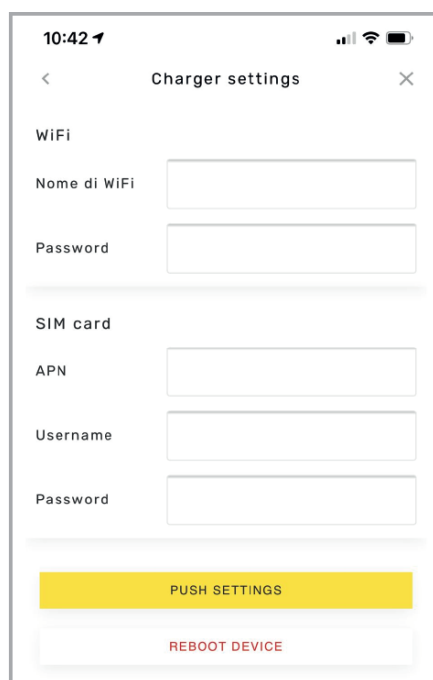 10:42
Charger settings
WiFi
Nome di WiFi
Password
SIM card
APN
Username
Password
PUSH SETTINGS
REBOOT DEVICE